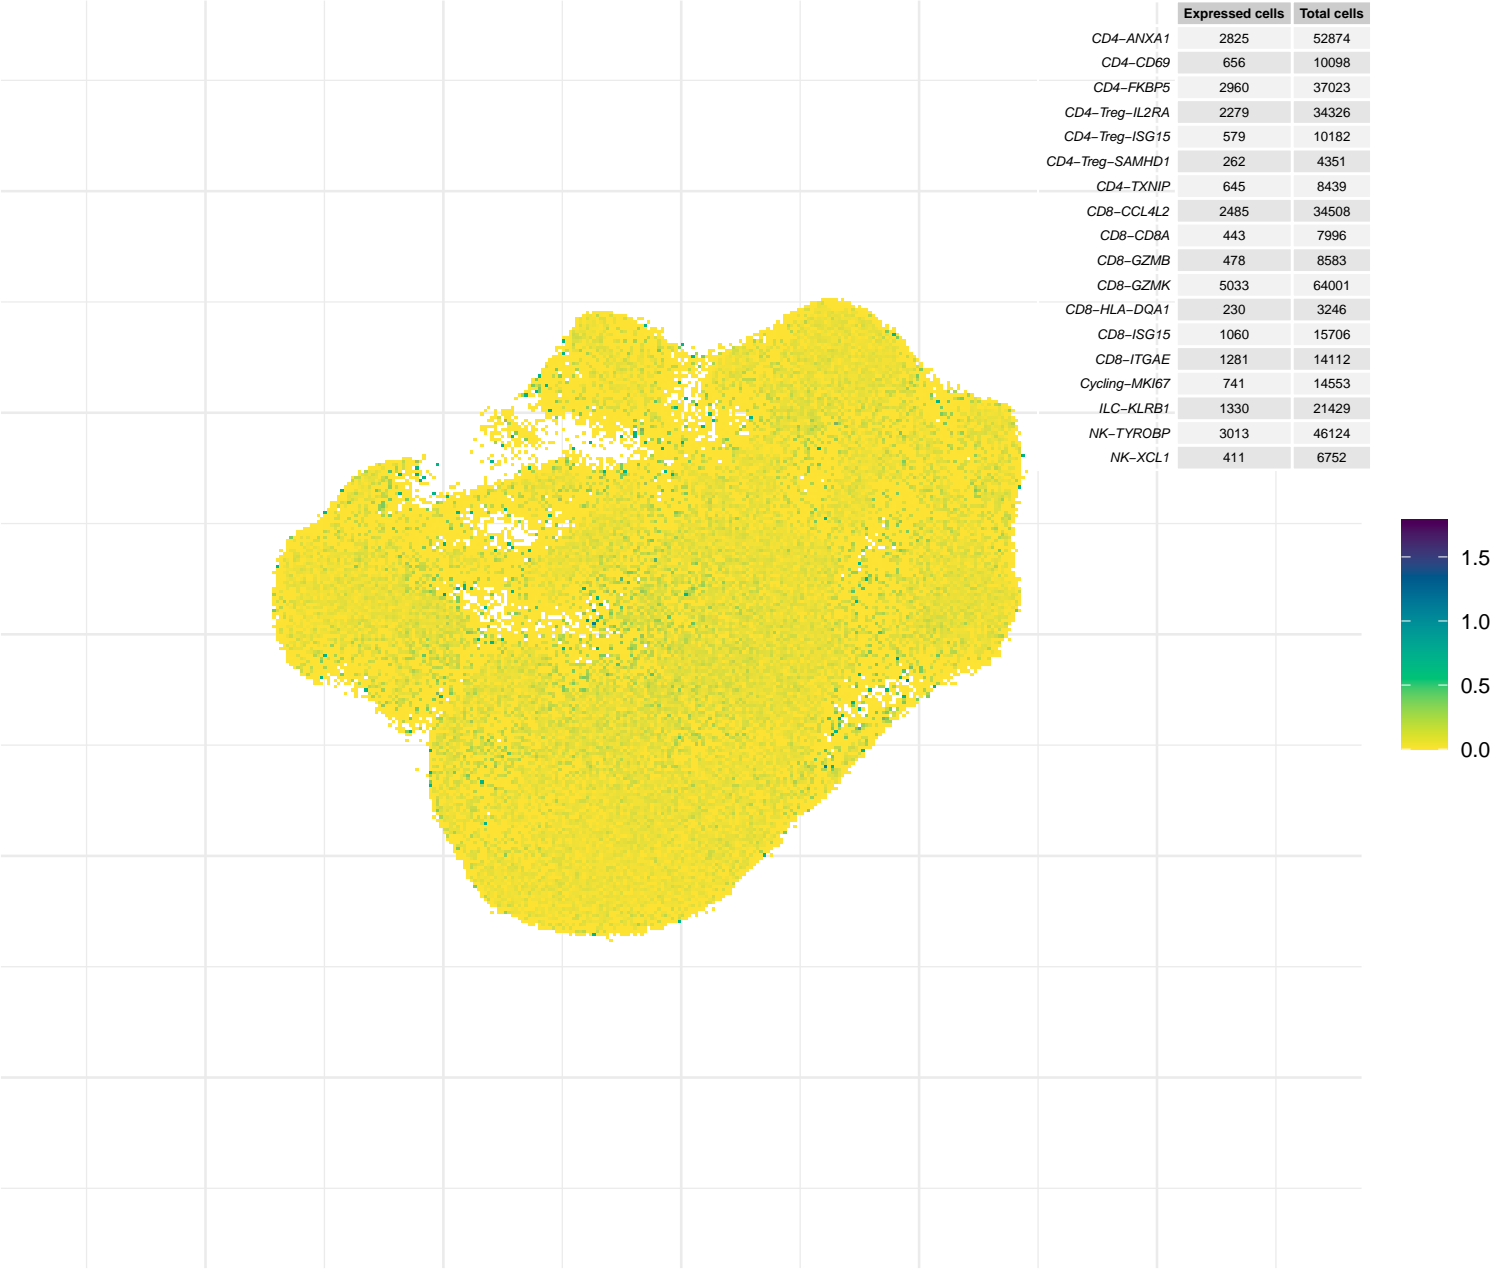 Expressed cells Total cells
CD4−ANXA1 2825 52874
CD4−CD69 656 10098
CD4−FKBP5 2960 37023
CD4−Treg−IL2RA 2279 34326
CD4−Treg−ISG15 579 10182
CD4−Treg−SAMHD1 262 4351
CD4−TXNIP 645 8439
CD8−CCL4L2 2485 34508
CD8−CD8A 443 7996
CD8−GZMB 478 8583
CD8−GZMK 5033 64001
CD8−HLA−DQA1 230 3246
CD8−ISG15 1060 15706
CD8−ITGAE 1281 14112
Cycling−MKI67 741 14553
ILC−KLRB1 1330 21429
NK−TYROBP 3013 46124
NK−XCL1 411 6752
1.5
1.0
0.5
0.0